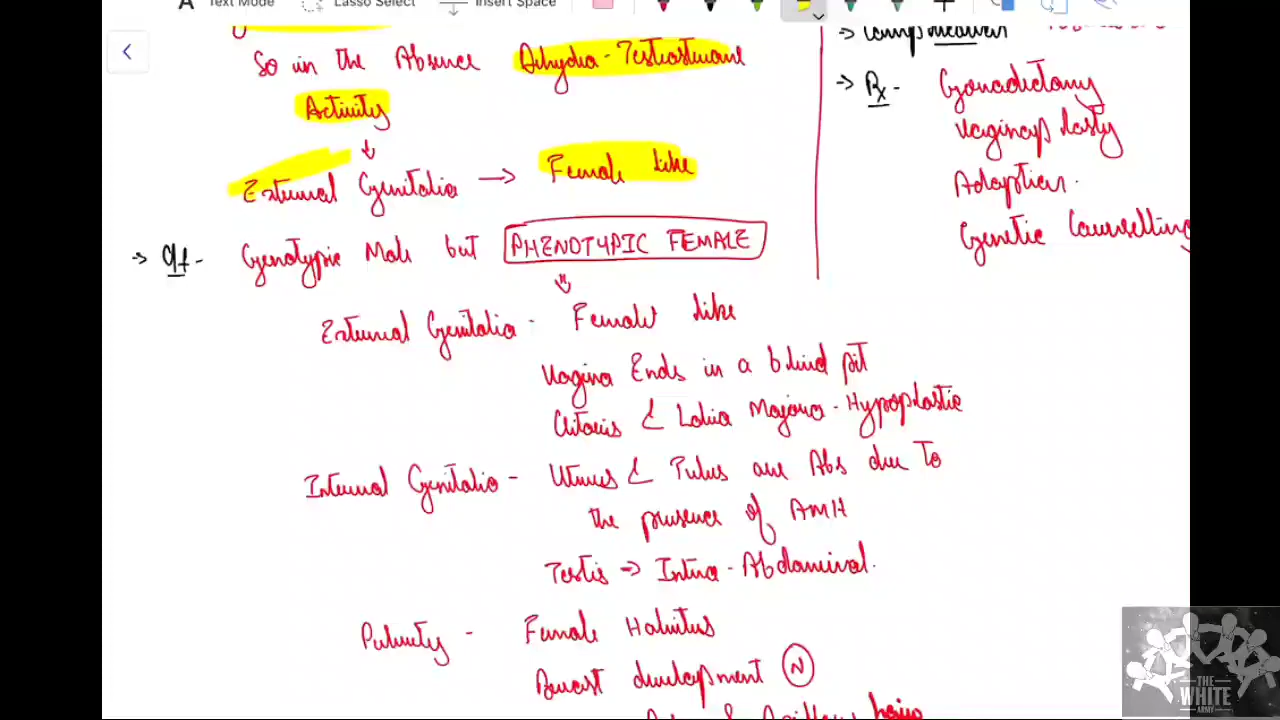 Text Mode
Lasso Select
Insert Space
So in the Absence Dihydro-Testosterone
Activity
External Genitalia → Female like
→ C/f - Genotypic Male but PHENOTYPIC FEMALE
External Genitalia - Female like
Vagina Ends in a blind pit
Clitoris & Labia Majora - Hypoplastic
Internal Genitalia - Uterus & Tubes are Abs due to
the presence of AMH
Testis → Intra-Abdominal.
Puberty - Female Habitus
Breast development (N)
& Axillary hair
→ Rx - Gonadectomy
Vaginoplasty
Adoption.
Genetic Counselling
THE
WHITE
ARMY